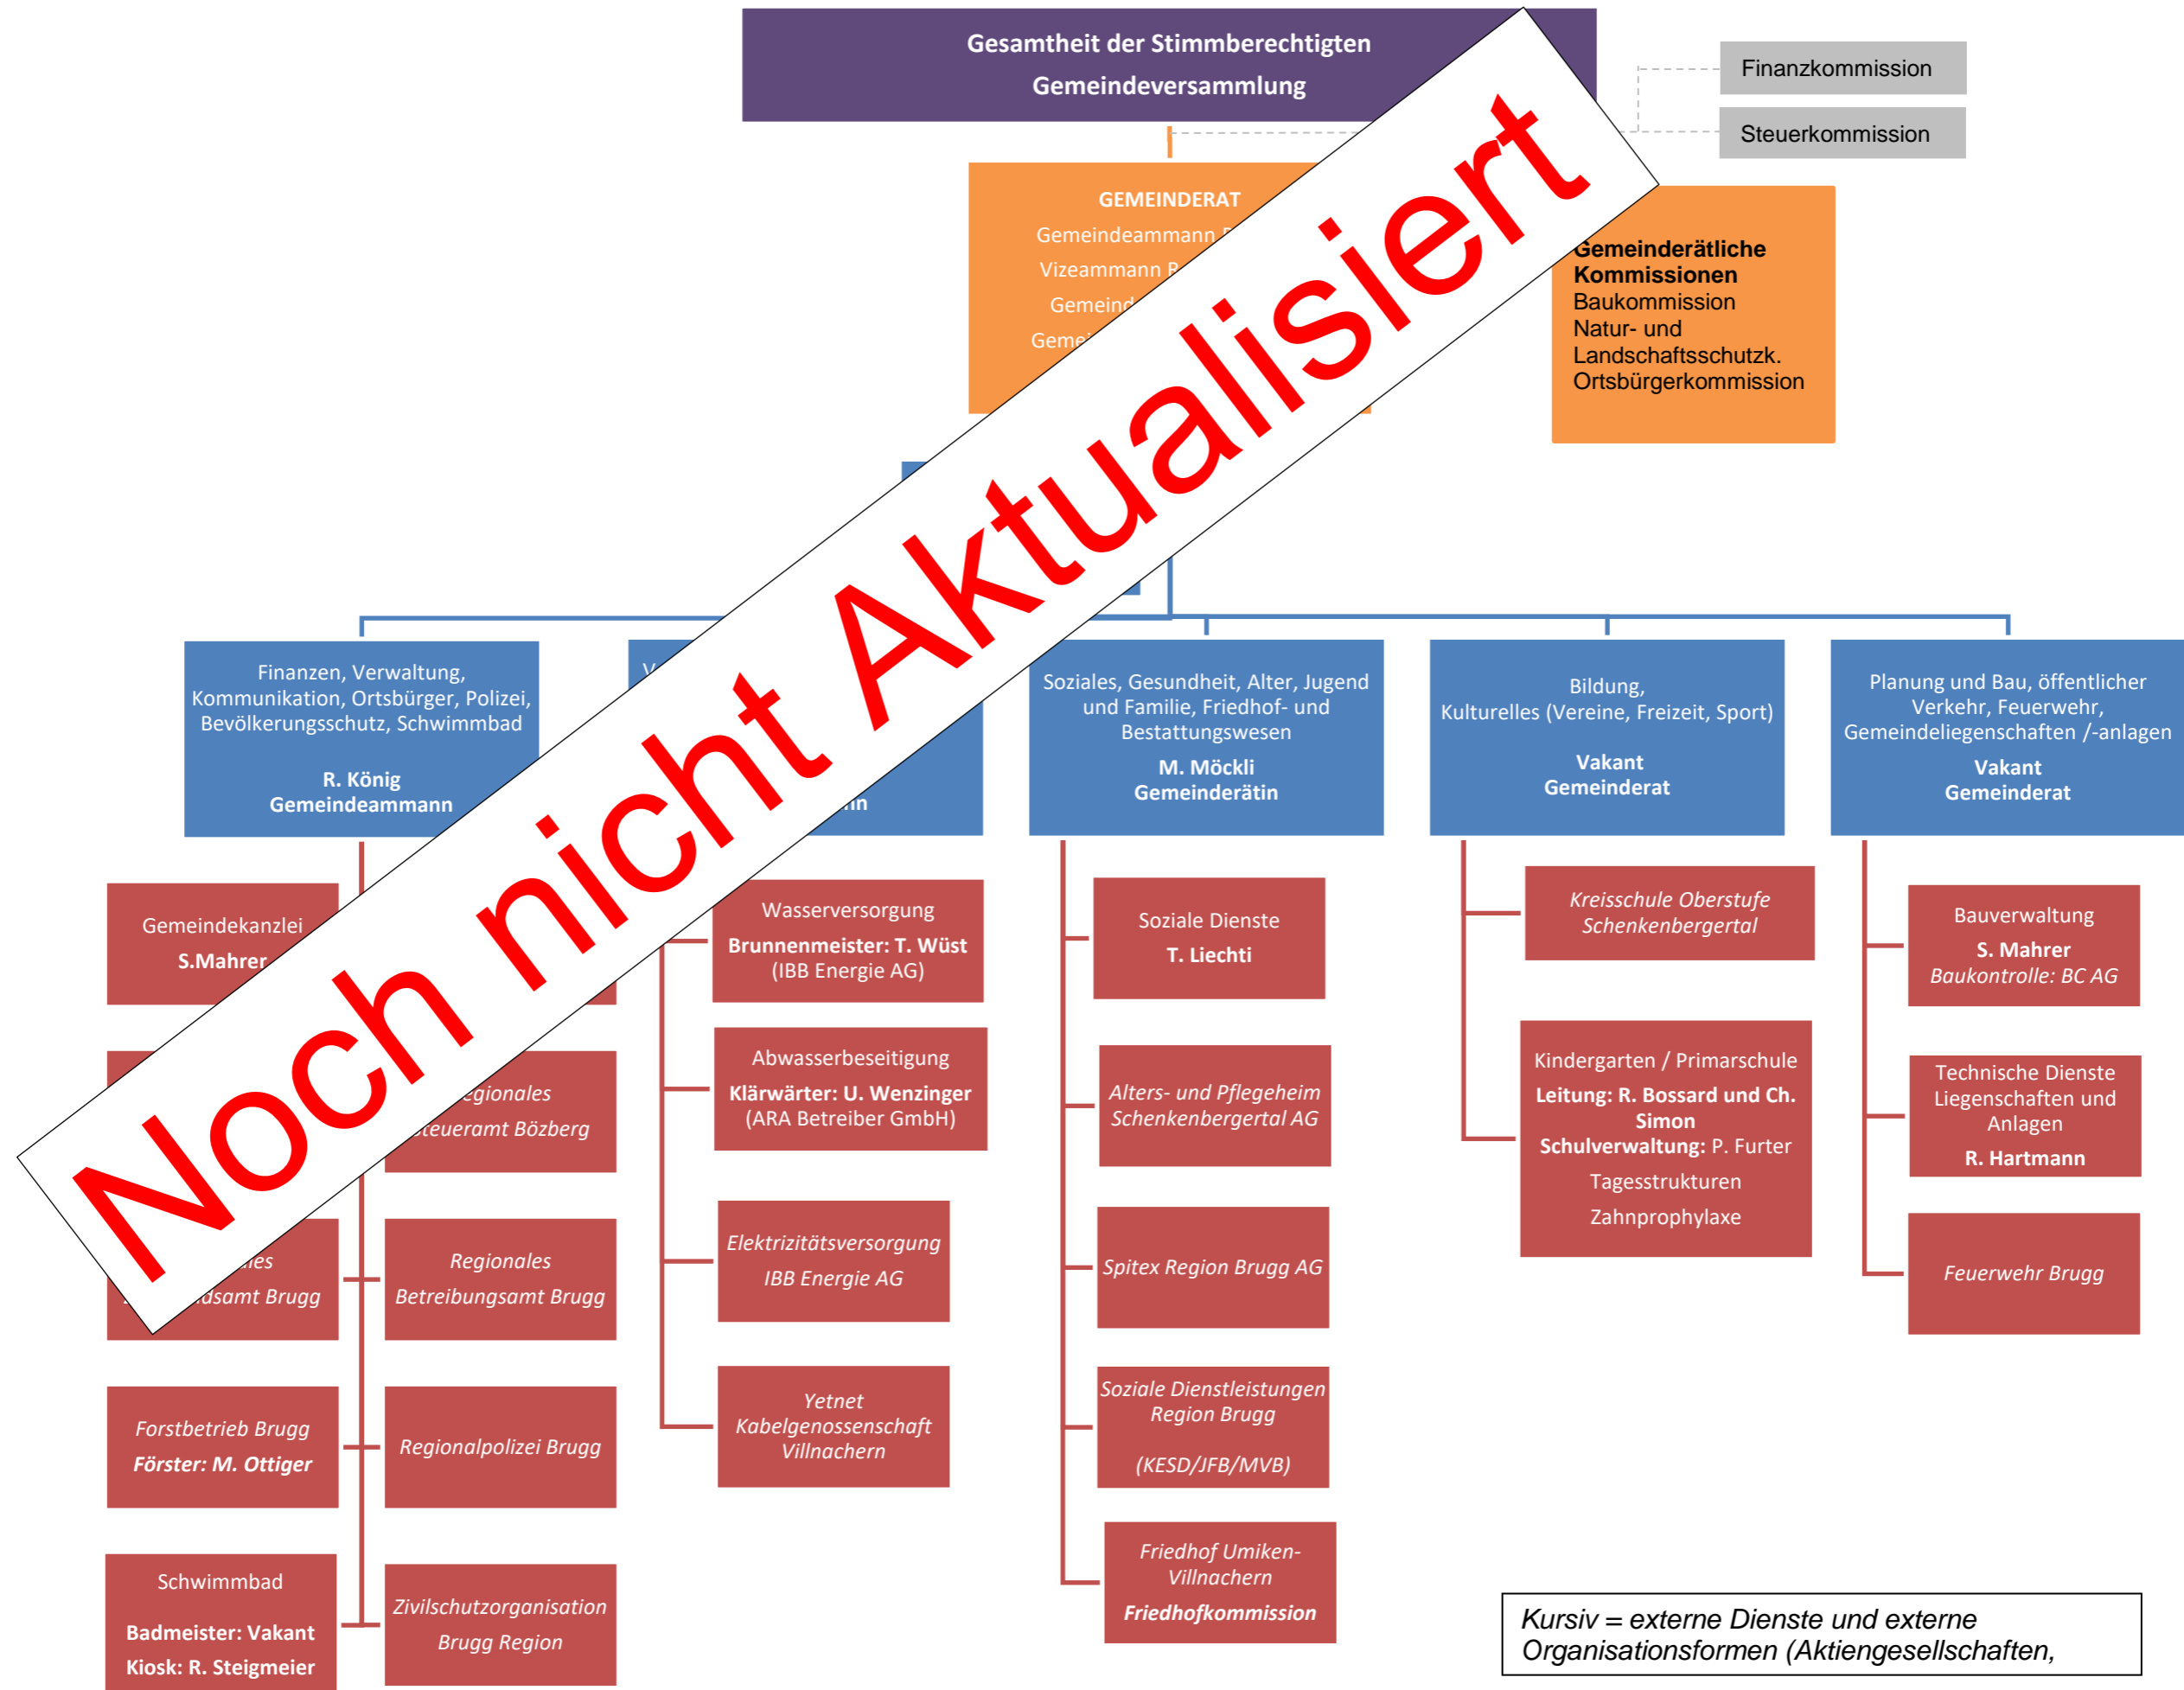 Gesamtheit der Stimmberechtigten
Gemeindeversammlung
Finanzkommission
Steuerkommission
GEMEINDERAT
Gemeindeammann
Vizeammann
Gemeinderätliche
Kommissionen
Baukommission
Natur- und
Landschaftsschutzk.
Ortsbürgerkommission
Noch nicht Aktualisiert
Finanzen, Verwaltung,
Kommunikation, Ortsbürger, Polizei,
Bevölkerungsschutz, Schwimmbad
R. König
Gemeindeammann
Soziales, Gesundheit, Alter, Jugend
und Familie, Friedhof- und
Bestattungswesen
M. Möckli
Gemeinderätin
Bildung,
Kulturelles (Vereine, Freizeit, Sport)
Vakant
Gemeinderat
Planung und Bau, öffentlicher
Verkehr, Feuerwehr,
Gemeindeliegenschaften /-anlagen
Vakant
Gemeinderat
Gemeindekanzlei
S.Mahrer
Regionales
Steueramt Bözberg
Brugg
Regionales
Betreibungsamt Brugg
Forstbetrieb Brugg
Förster: M. Ottiger
Regionalpolizei Brugg
Schwimmbad
Badmeister: Vakant
Kiosk: R. Steigmeier
Zivilschutzorganisation
Brugg Region
Wasserversorgung
Brunnenmeister: T. Wüst
(IBB Energie AG)
Abwasserbeseitigung
Klärwärter: U. Wenzinger
(ARA Betreiber GmbH)
Elektrizitätsversorgung
IBB Energie AG
Yetnet
Kabelgenossenschaft
Villnachern
Soziale Dienste
T. Liechti
Alters- und Pflegeheim
Schenkenbergertal AG
Spitex Region Brugg AG
Soziale Dienstleistungen
Region Brugg
(KESD/JFB/MVB)
Friedhof Umiken-
Villnachern
Friedhofkommission
Kreisschule Oberstufe
Schenkenbergertal
Kindergarten / Primarschule
Leitung: R. Bossard und Ch.
Simon
Schulverwaltung: P. Furter
Tagesstrukturen
Zahnprophylaxe
Bauverwaltung
S. Mahrer
Baukontrolle: BC AG
Technische Dienste
Liegenschaften und
Anlagen
R. Hartmann
Feuerwehr Brugg
Kursiv = externe Dienste und externe
Organisationsformen (Aktiengesellschaften,